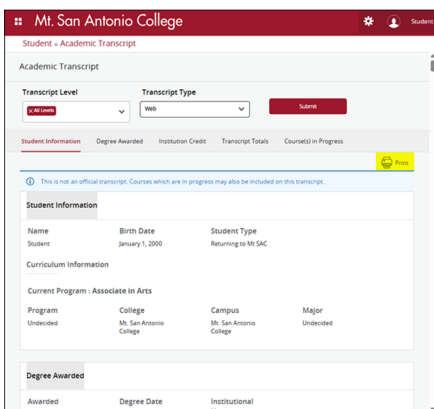 Mt. San Antonio College
Student
Student » Academic Transcript
Academic Transcript
Transcript Level Transcript Type
× All Levels Web Submit
Student Information Degree Awarded Institution Credit Transcript Totals Course(s) in Progress
Print
This is not an official transcript. Courses which are in progress may also be included on this transcript.
Student Information
Name Birth Date Student Type
Student January 1, 2000 Returning to Mt SAC
Curriculum Information
Current Program : Associate in Arts
Program College Campus Major
Undecided Mt. San Antonio Mt. San Antonio Undecided
College College
Degree Awarded
Awarded Degree Date Institutional